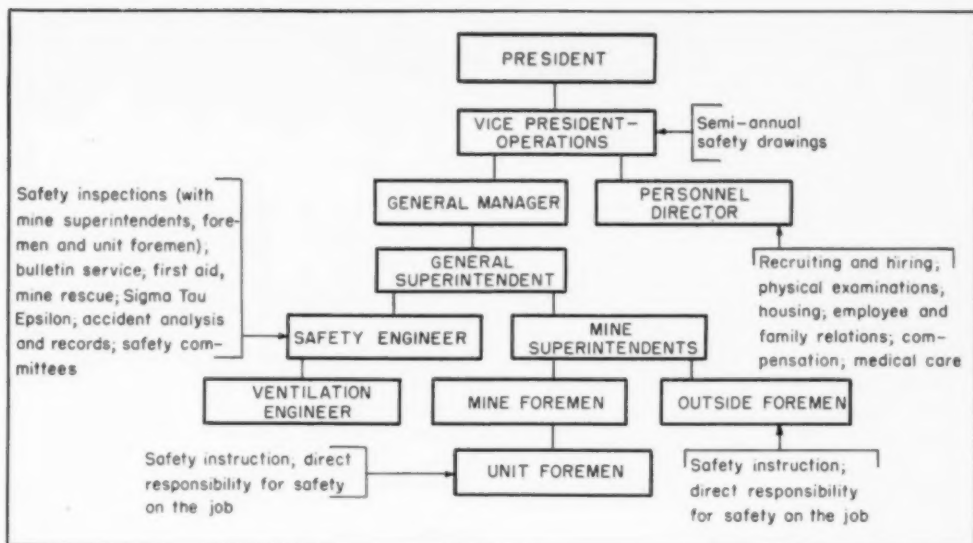 PRESIDENT
VICE PRESIDENT-
OPERATIONS
Semi-annual
safety drawings
GENERAL MANAGER
PERSONNEL
DIRECTOR
Safety inspections (with
mine superintendents, fore-
men and unit foremen);
bulletin service; first aid,
mine rescue; Sigma Tau
Epsilon; accident analysis
and records; safety com-
mittees
GENERAL
SUPERINTENDENT
Recruiting and hiring;
physical examinations;
housing; employee and
family relations; com-
pensation; medical care
SAFETY ENGINEER
MINE
SUPERINTENDENTS
VENTILATION
ENGINEER
MINE FOREMEN
OUTSIDE FOREMEN
Safety instruction, direct
responsibility for safety
on the job
UNIT FOREMEN
Safety instruction;
direct responsibility
for safety on the job